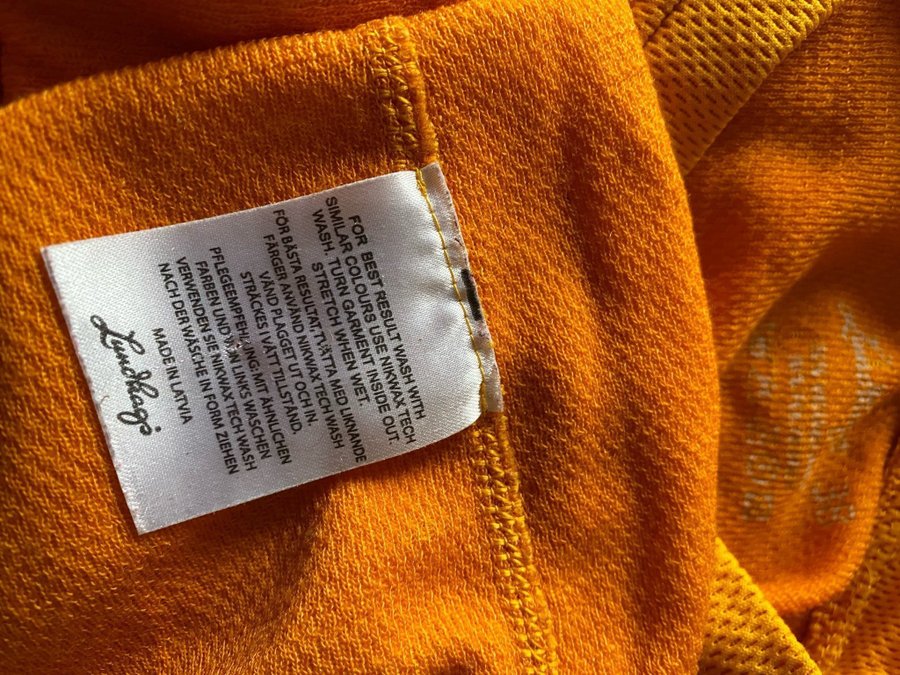 FOR BEST RESULT WASH WITH
SIMILAR COLOURS USE NIKWAX TECH
WASH. TURN GARMENT INSIDE OUT.
STRETCH WHEN WET
FÖR BÄSTA RESULTAT, TVÄTTA MED LIKNANDE
FÄRGER ANVÄND NIKWAX TECH WASH
VÄND PLAGGET UT OCH IN.
STRÄCKES VÅTT TILLSTÅND.
PFLEGEEMPFEHLUNG: MIT ÄHNLICHEN
FARBEN UND VON LINKS WASCHEN
VERWENDEN SIE NIKWAX TECH WASH
NACH DER WÄSCHE IN FORM ZIEHEN
MADE IN LATVIA
Lundhags